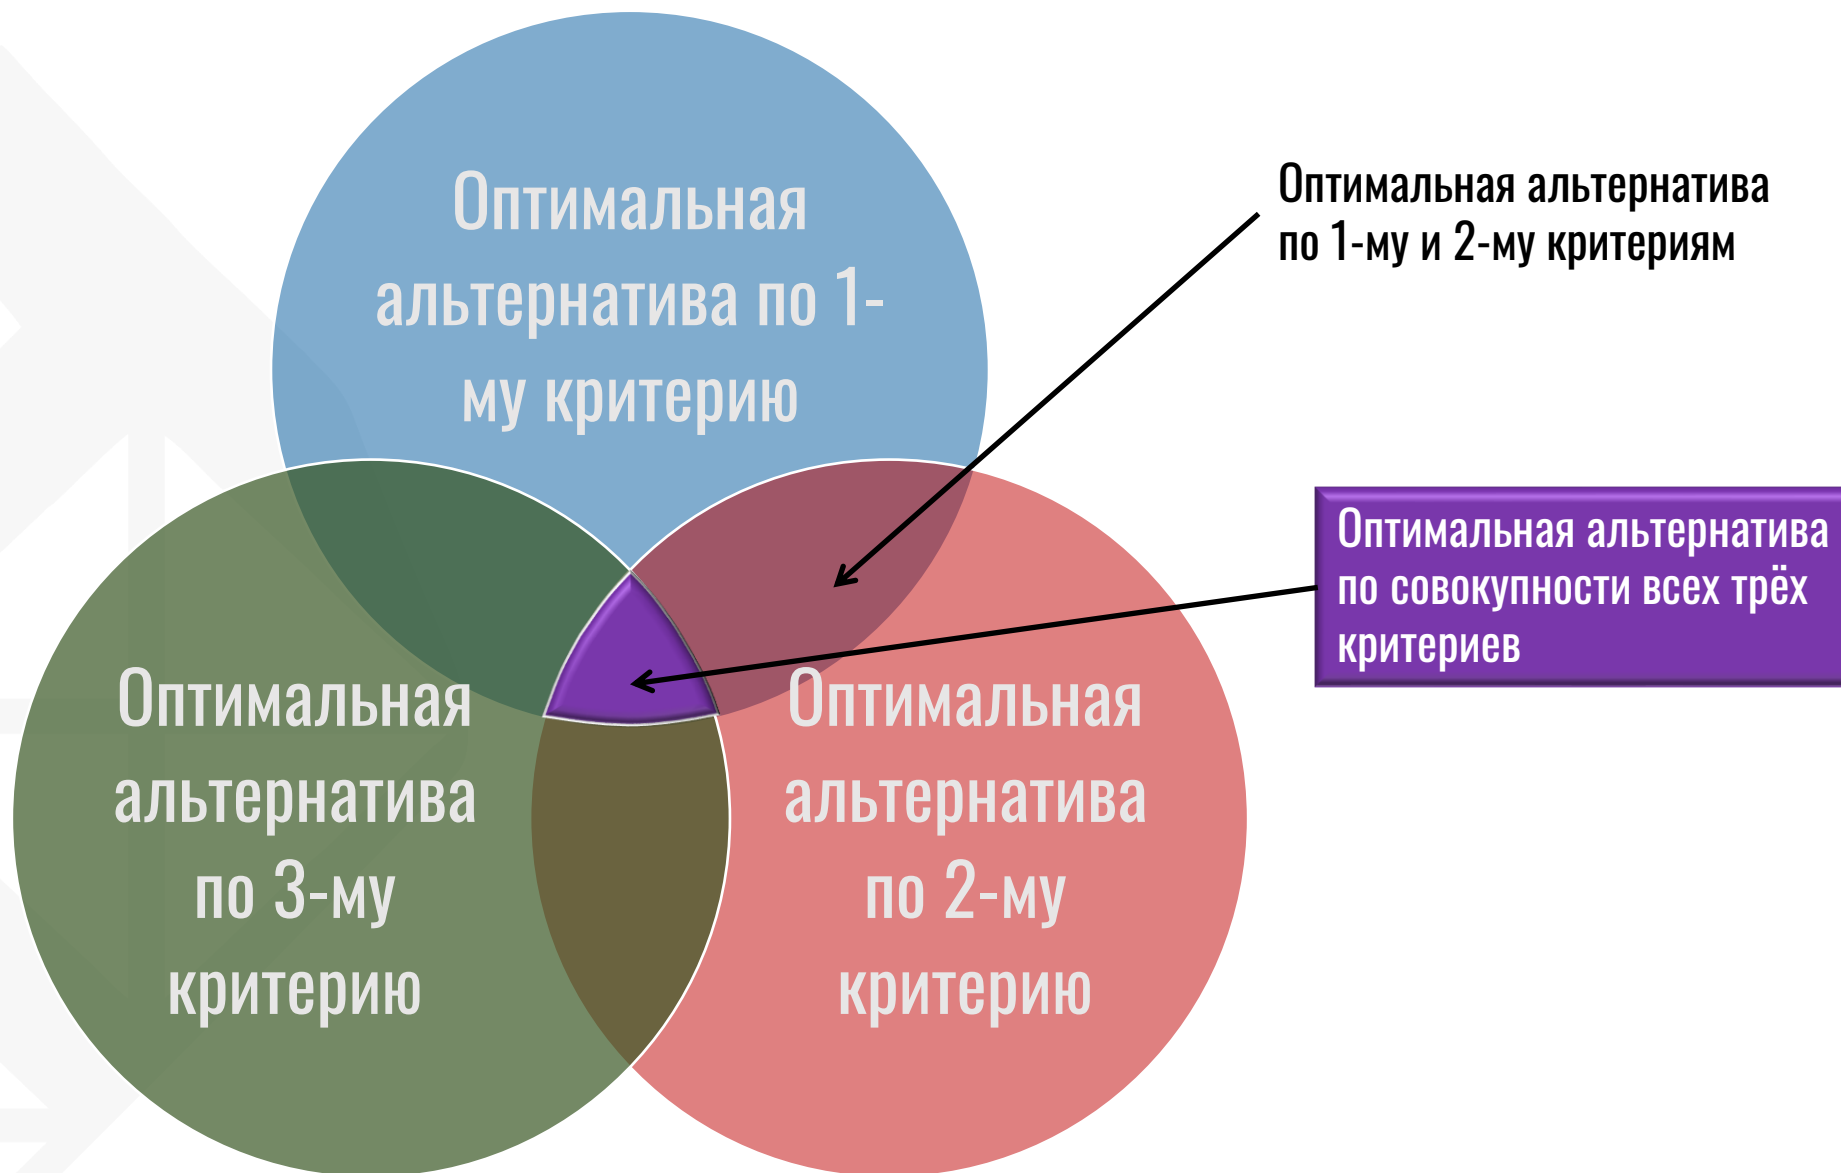 Оптимальная
альтернатива по 1-
му критерию
Оптимальная альтернатива
по 1-му и 2-му критериям
Оптимальная альтернатива
по совокупности всех трёх
критериев
Оптимальная
альтернатива
по 3-му
критерию
Оптимальная
альтернатива
по 2-му
критерию